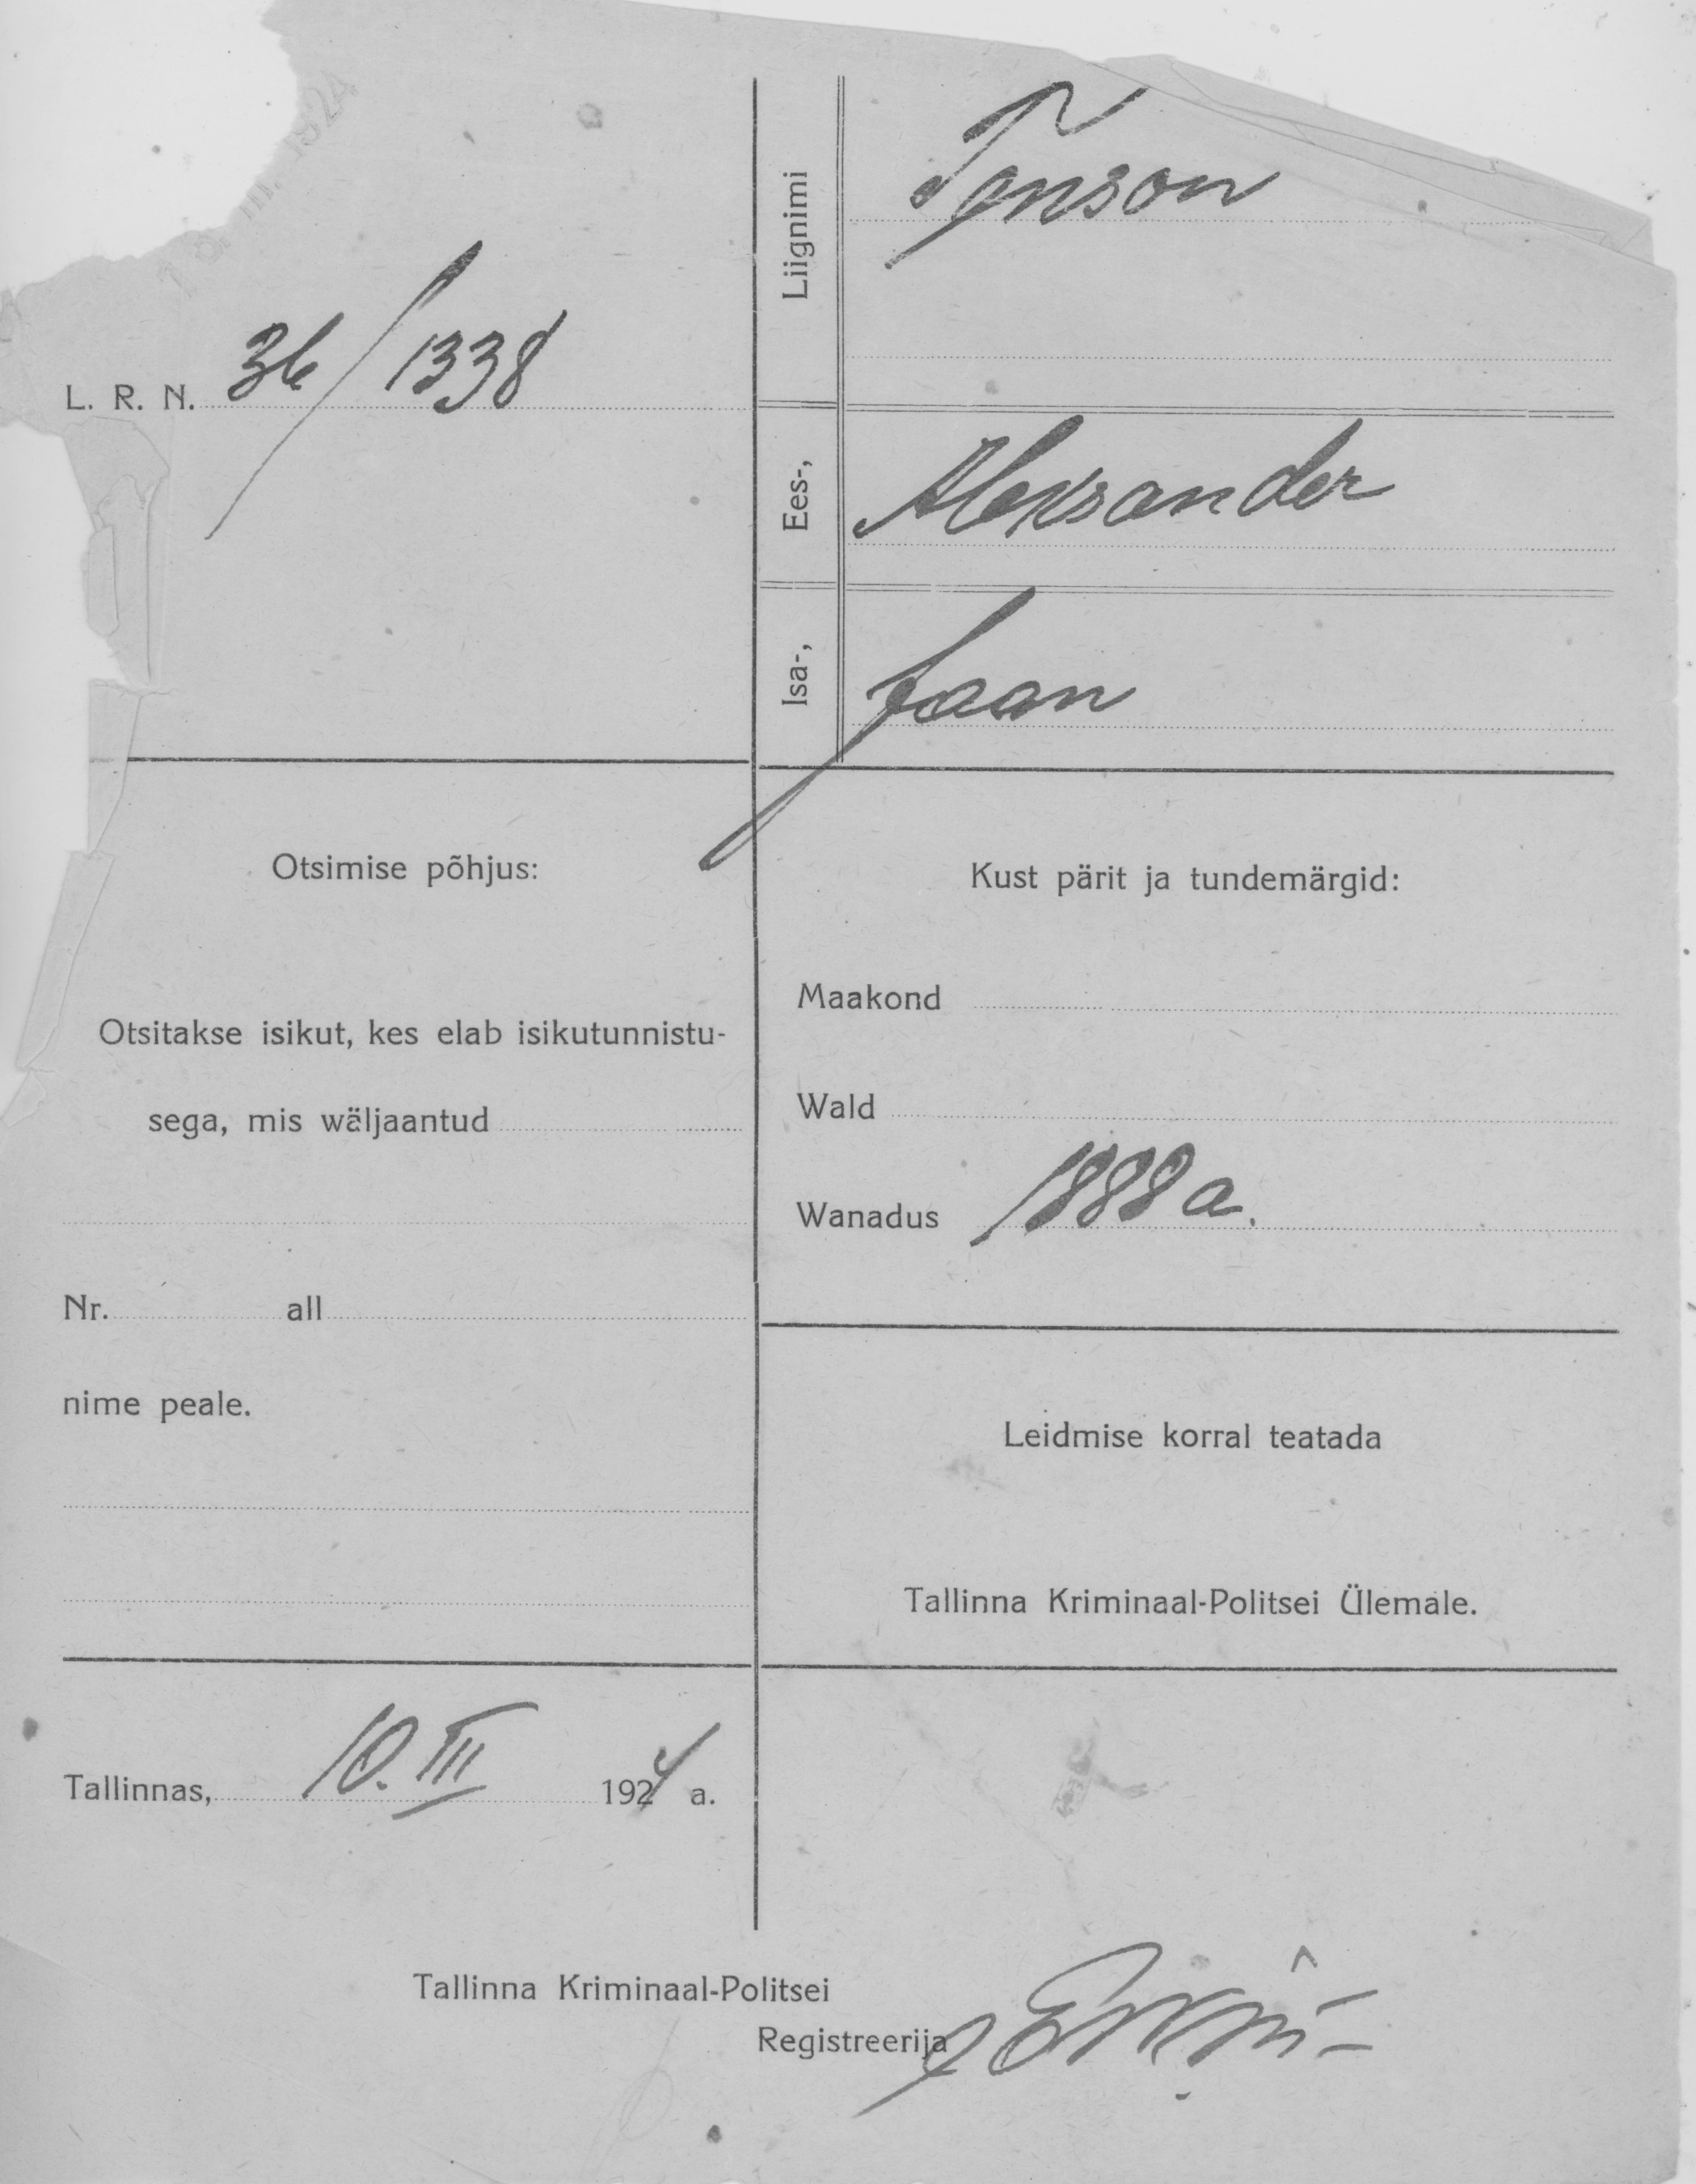 L. R. N. 36/1338
Liignimi
Tonson
Ees-,
Aleksander
Isa-,
Jaan
Otsimise põhjus:
Otsitakse isikut, kes elab isikutunnistu-
sega, mis wäljaantud
Nr. all
nime peale.
Kust pärit ja tundemärgid:
Maakond
Wald
Wanadus 1888 a.
Leidmise korral teatada
Tallinna Kriminaal-Politsei Ülemale.
Tallinnas, 10. III 1924 a.
Tallinna Kriminaal-Politsei
Registreerija